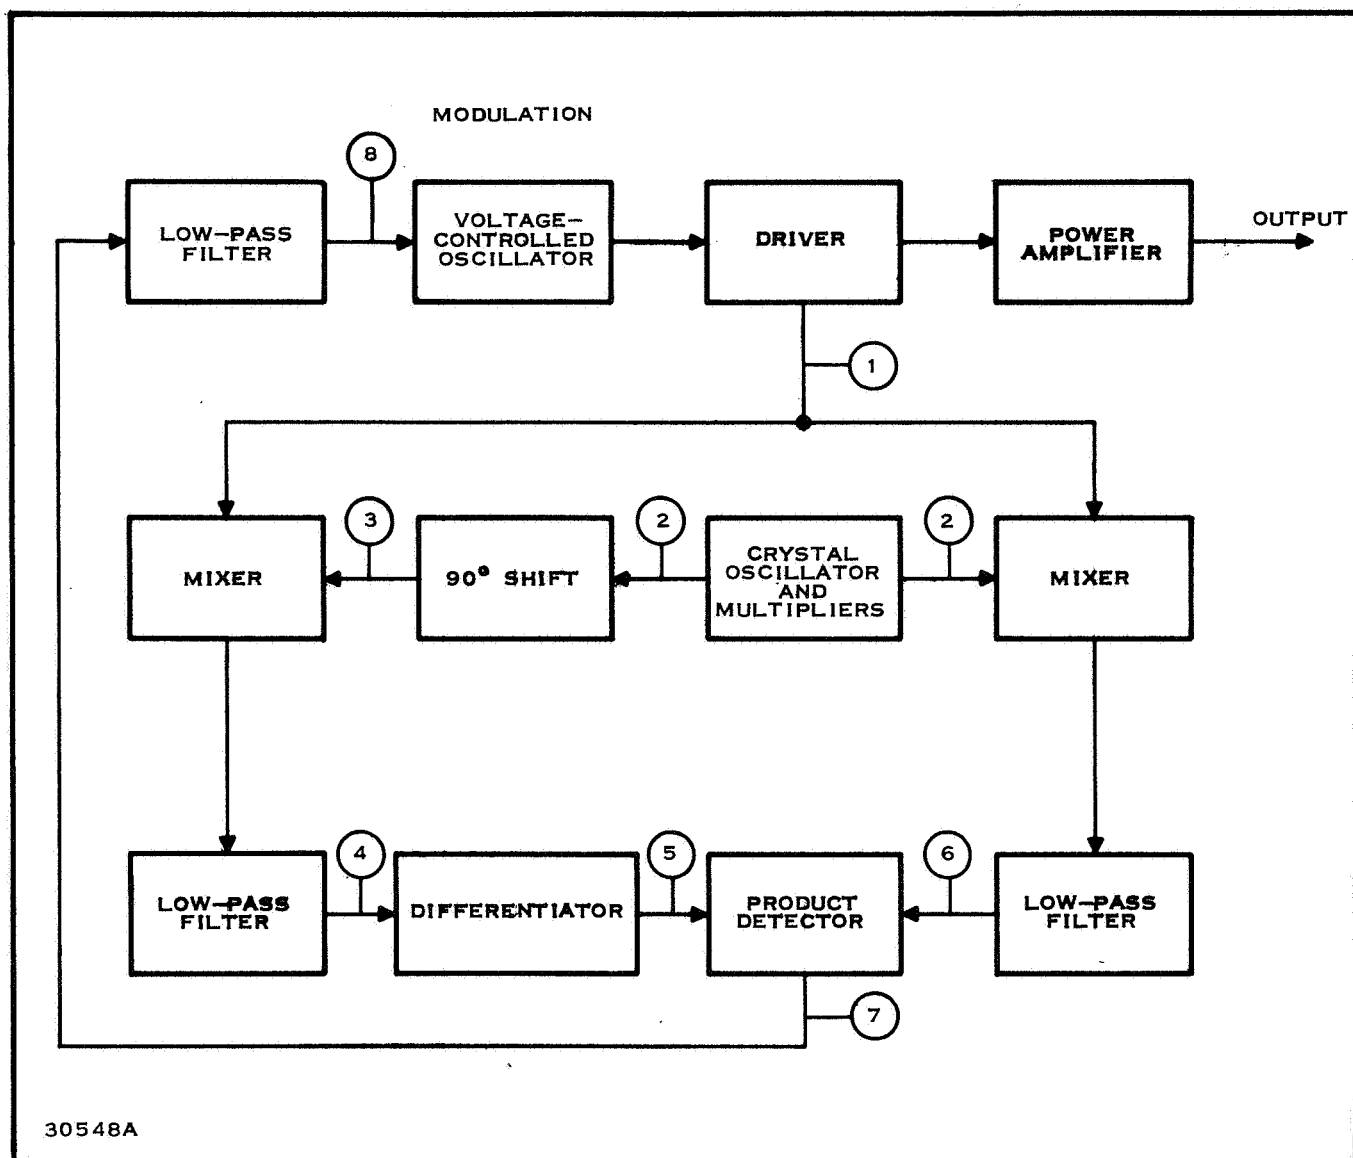 MODULATION
8
LOW-PASS
FILTER
VOLTAGE-
CONTROLLED
OSCILLATOR
DRIVER
POWER
AMPLIFIER
OUTPUT
1
MIXER
3
90° SHIFT
2
CRYSTAL
OSCILLATOR
AND
MULTIPLIERS
2
MIXER
LOW-PASS
FILTER
4
DIFFERENTIATOR
5
PRODUCT
DETECTOR
6
LOW-PASS
FILTER
7
30548A